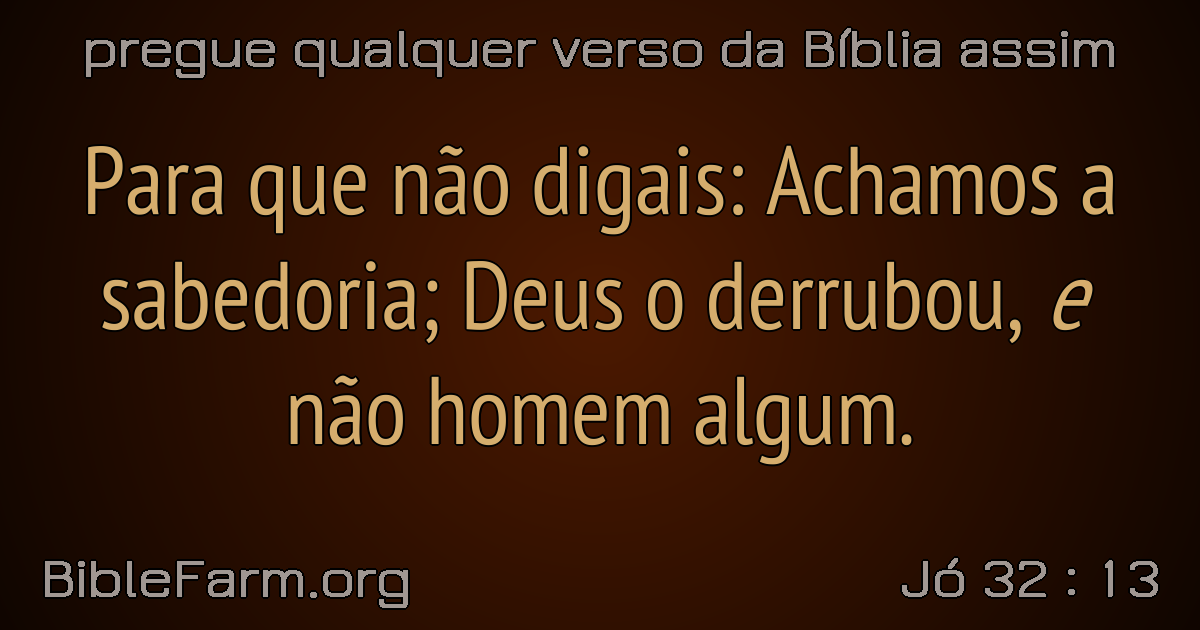 pregue qualquer verso da Bíblia assim
Para que não digais: Achamos a
sabedoria; Deus o derrubou, e
não homem algum.
BibleFarm.org
Jó 32 : 13